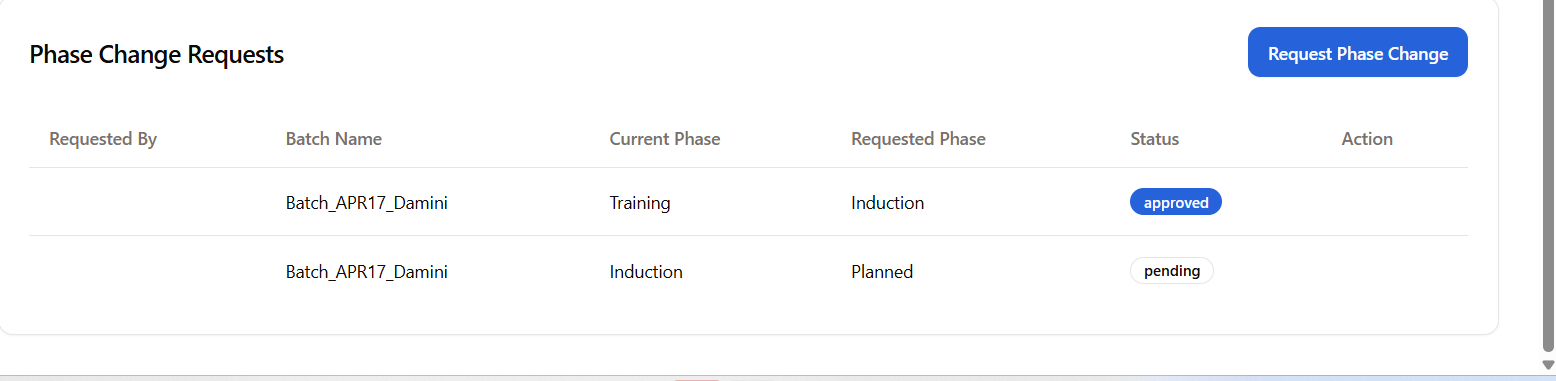 Phase Change Requests
Request Phase Change
Requested By Batch Name Current Phase Requested Phase Status Action
Batch_APR17_Damini Training Induction approved
Batch_APR17_Damini Induction Planned pending